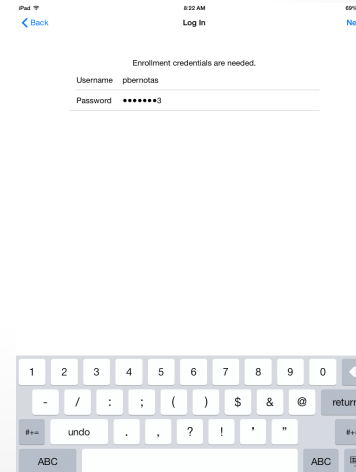 iPad 8:22 AM 69%
Back Log In Ne
Enrollment credentials are needed.
Username pbernotas
Password •••••••3
1 2 3 4 5 6 7 8 9 0
- / : ; ( ) $ & @ return
#+= undo . , ? ! ' " #+
ABC ABC